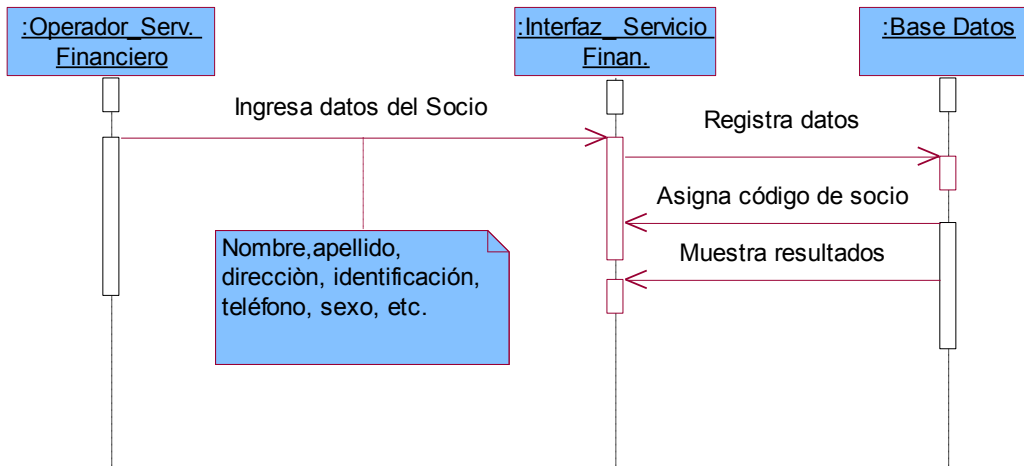 :Operador_Serv.
Financiero
:Interfaz_ Servicio
Finan.
:Base Datos
Ingresa datos del Socio
Registra datos
Asigna código de socio
Muestra resultados
Nombre,apellido,
direcciòn, identificación,
teléfono, sexo, etc.